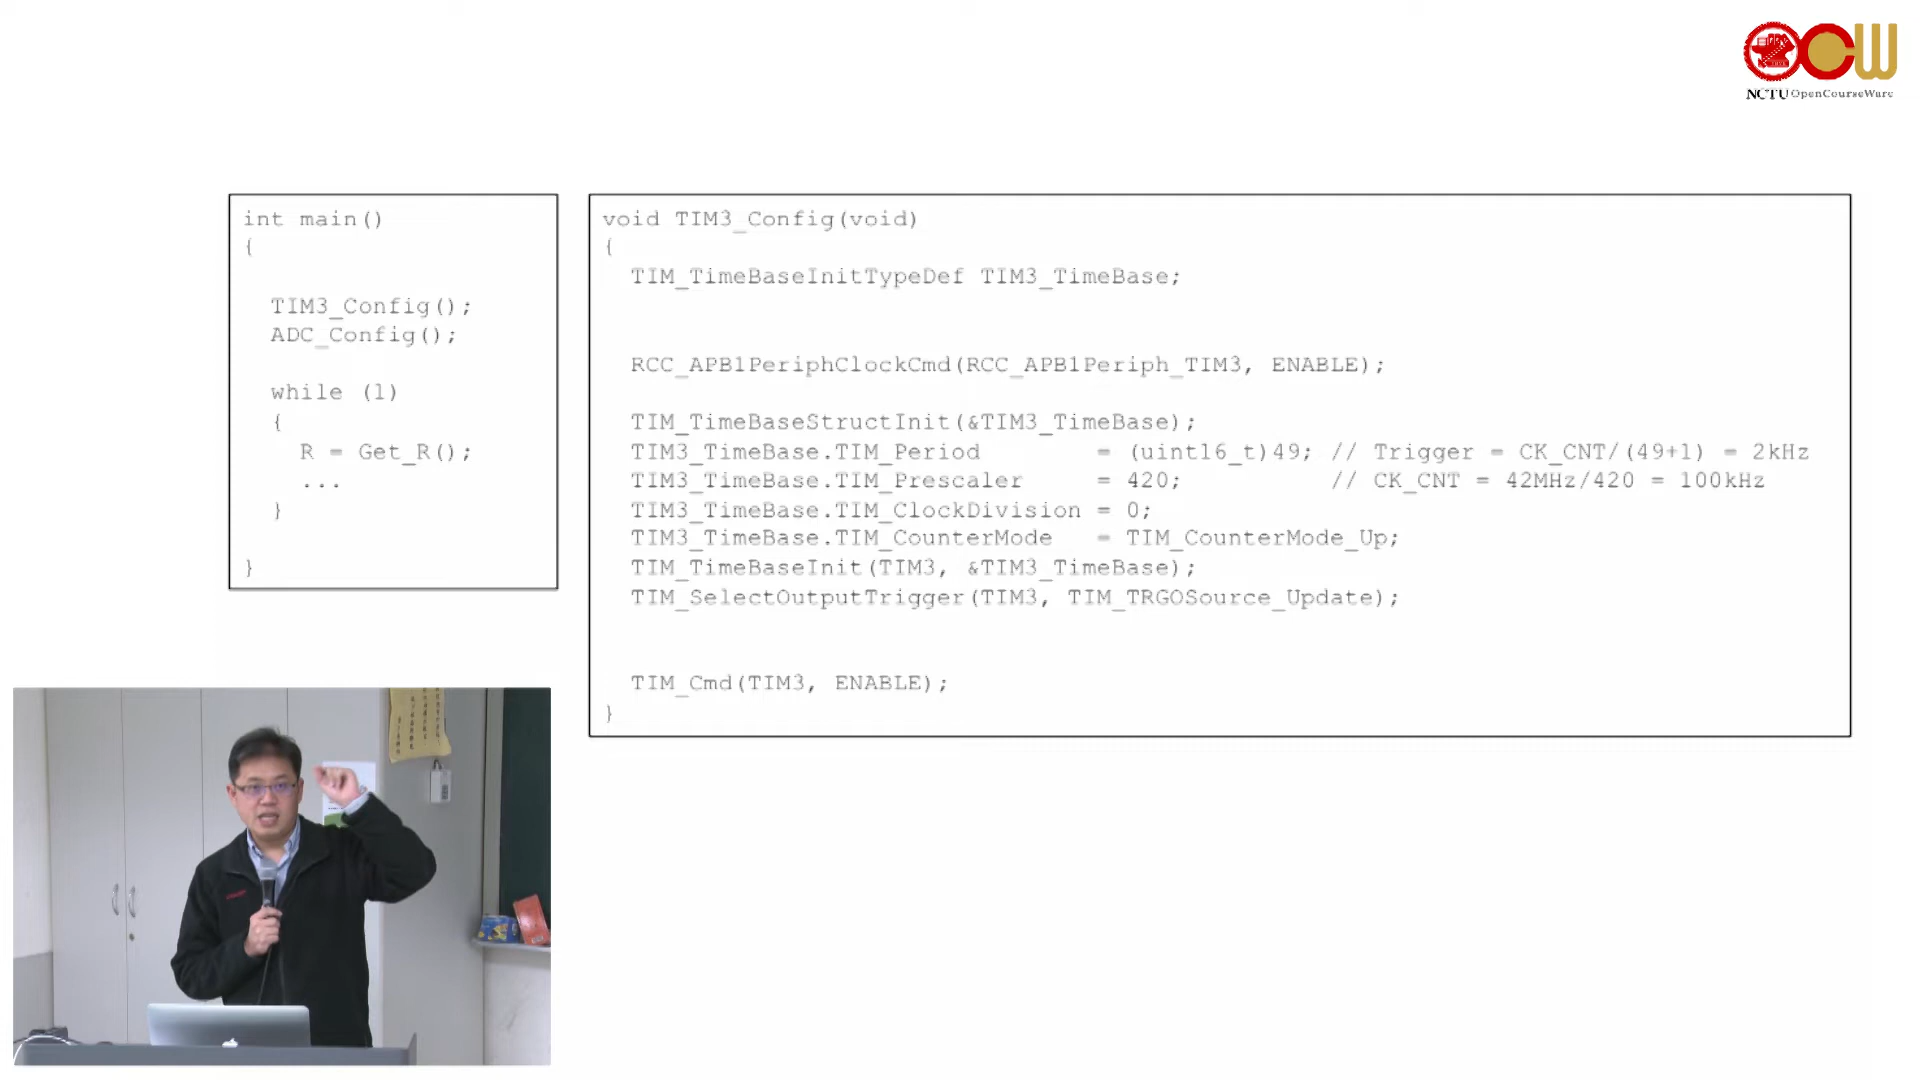 NCTU OpenCourseWare
int main()
{
TIM3_Config();
ADC_Config();
while (1)
{
R = Get_R();
...
}
}
void TIM3_Config(void)
{
TIM_TimeBaseInitTypeDef TIM3_TimeBase;
RCC_APB1PeriphClockCmd(RCC_APB1Periph_TIM3, ENABLE);
TIM_TimeBaseStructInit(&TIM3_TimeBase);
TIM3_TimeBase.TIM_Period = (uint16_t)49; // Trigger = CK_CNT/(49+1) = 2kHz
TIM3_TimeBase.TIM_Prescaler = 420; // CK_CNT = 42MHz/420 = 100kHz
TIM3_TimeBase.TIM_ClockDivision = 0;
TIM3_TimeBase.TIM_CounterMode = TIM_CounterMode_Up;
TIM_TimeBaseInit(TIM3, &TIM3_TimeBase);
TIM_SelectOutputTrigger(TIM3, TIM_TRGOSource_Update);
TIM_Cmd(TIM3, ENABLE);
}